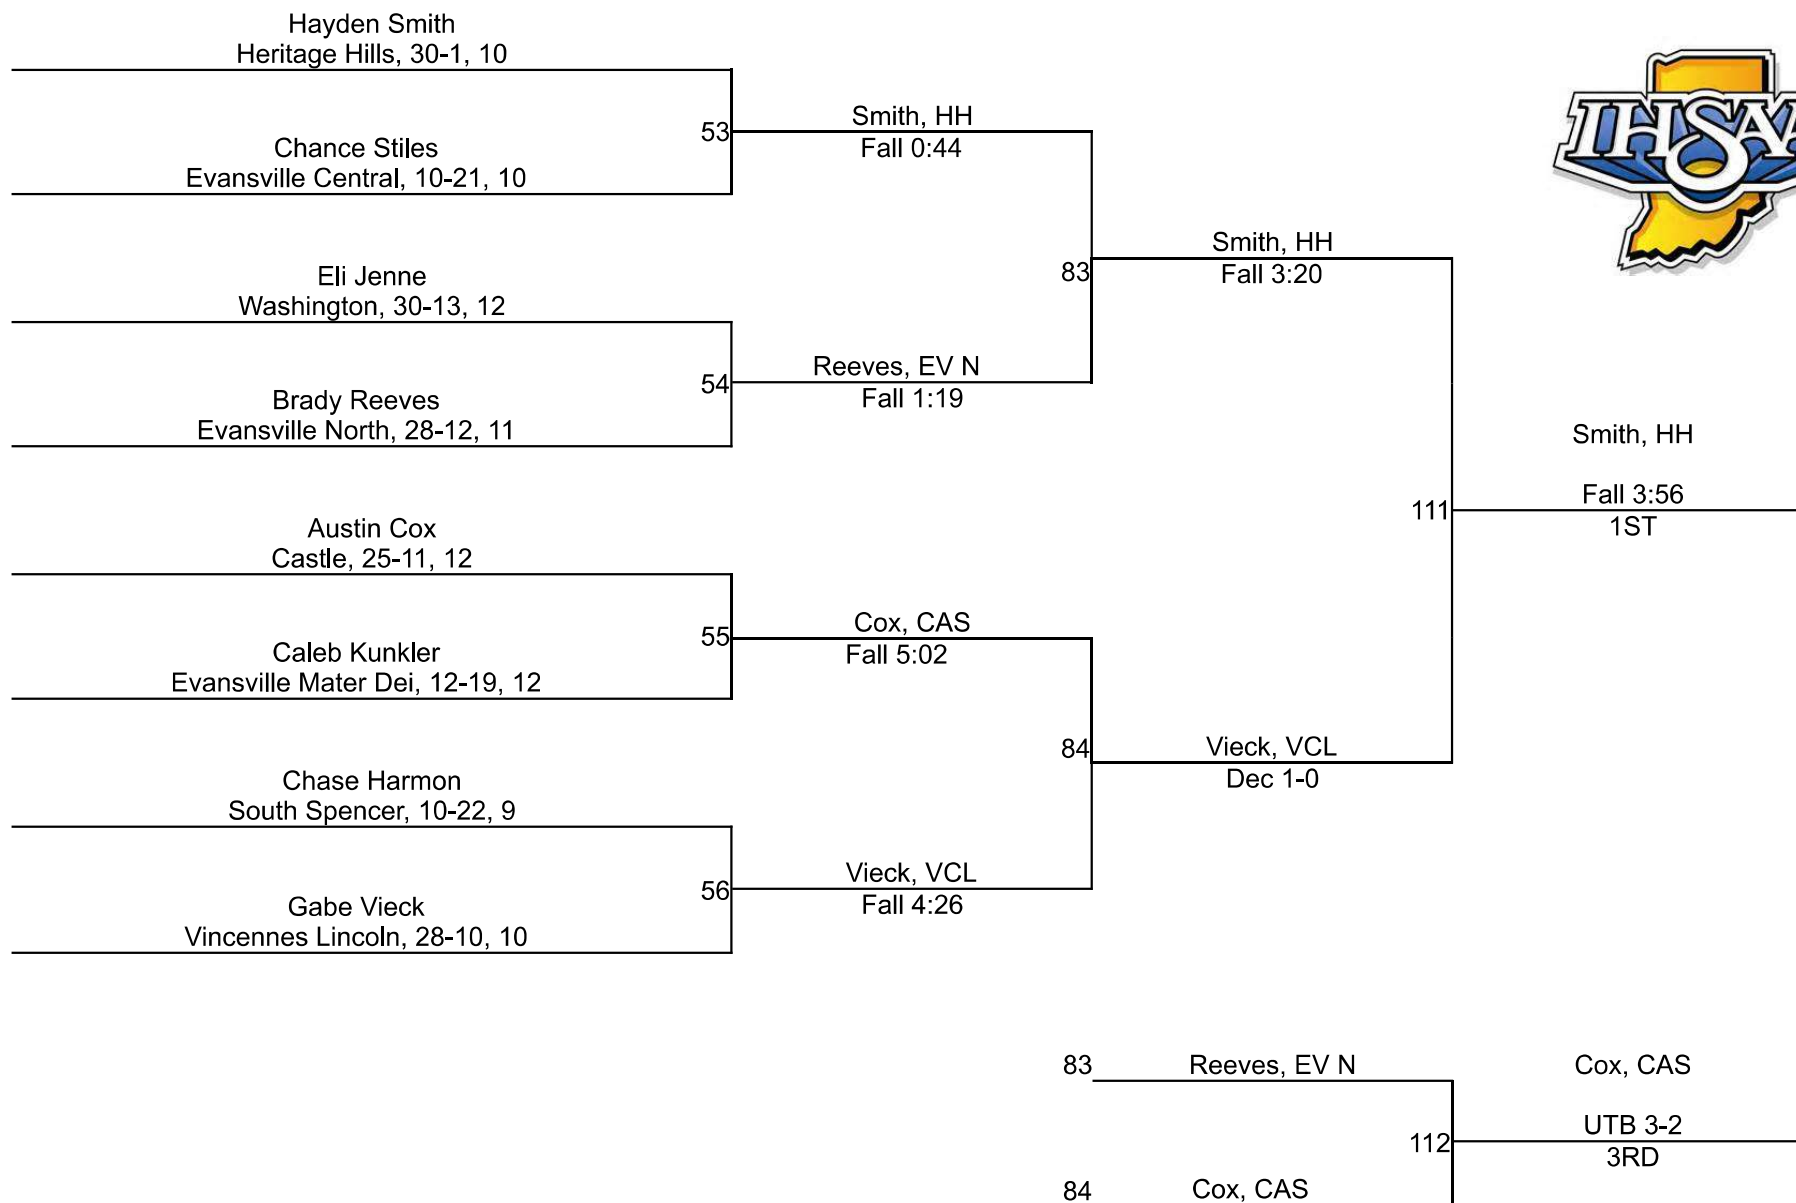 Hayden Smith
Heritage Hills, 30-1, 10
53
Smith, HH
Fall 0:44
Chance Stiles
Evansville Central, 10-21, 10
83
Smith, HH
Fall 3:20
Eli Jenne
Washington, 30-13, 12
54
Reeves, EV N
Fall 1:19
Brady Reeves
Evansville North, 28-12, 11
111
Smith, HH
Fall 3:56
1ST
Austin Cox
Castle, 25-11, 12
55
Cox, CAS
Fall 5:02
Caleb Kunkler
Evansville Mater Dei, 12-19, 12
84
Vieck, VCL
Dec 1-0
Chase Harmon
South Spencer, 10-22, 9
56
Vieck, VCL
Fall 4:26
Gabe Vieck
Vincennes Lincoln, 28-10, 10
IHSAA
83
Reeves, EV N
112
Cox, CAS
UTB 3-2
3RD
84
Cox, CAS